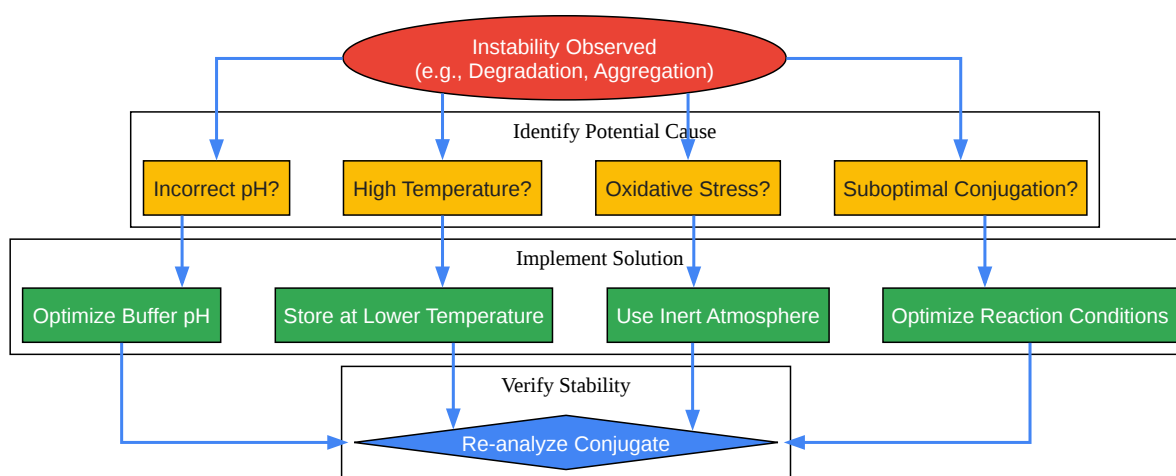 Instability Observed
(e.g., Degradation, Aggregation)
Identify Potential Cause
Incorrect pH?
High Temperature?
Oxidative Stress?
Suboptimal Conjugation?
Implement Solution
Optimize Buffer pH
Store at Lower Temperature
Use Inert Atmosphere
Optimize Reaction Conditions
Verify Stability
Re-analyze Conjugate